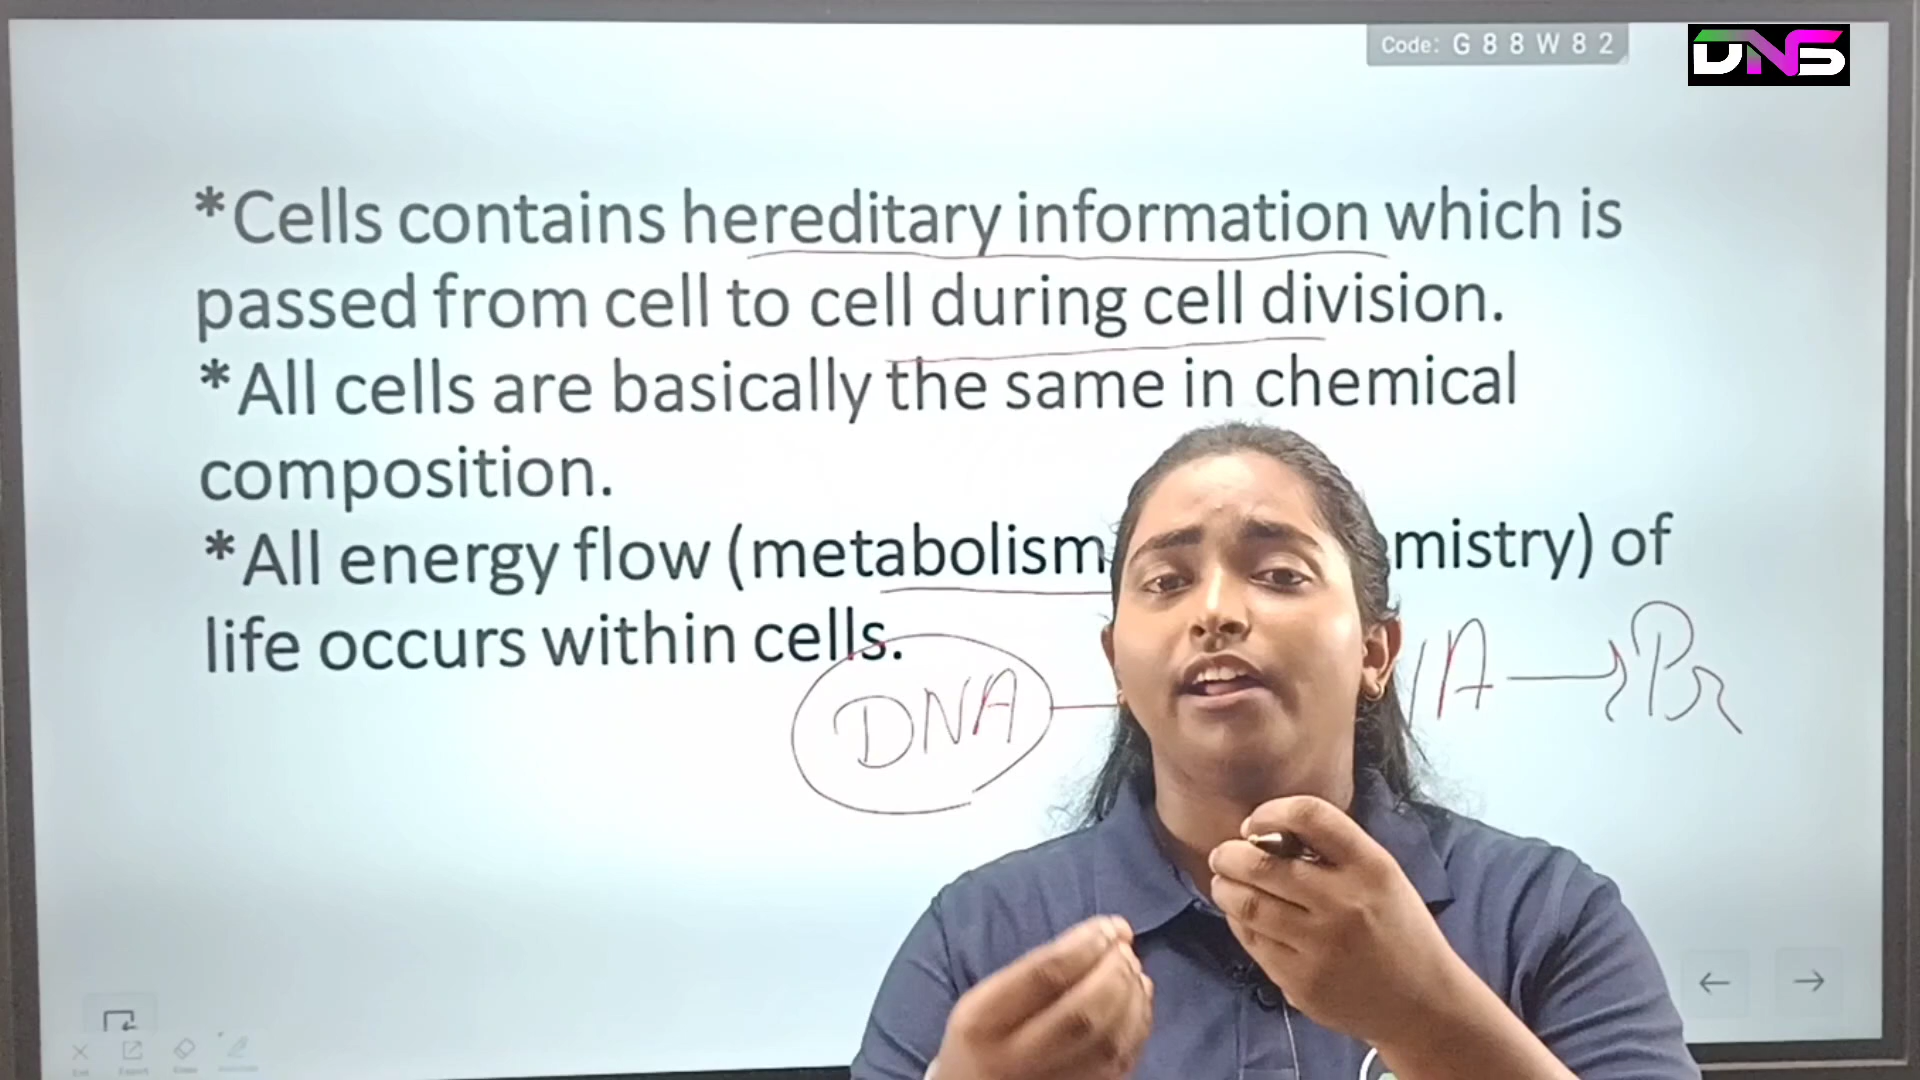 Code: G 8 8 W 8 2
DNS
*Cells contains hereditary information which is
passed from cell to cell during cell division.
*All cells are basically the same in chemical
composition.
*All energy flow (metabolism mistry) of
life occurs within cells.
DNA A → Pr